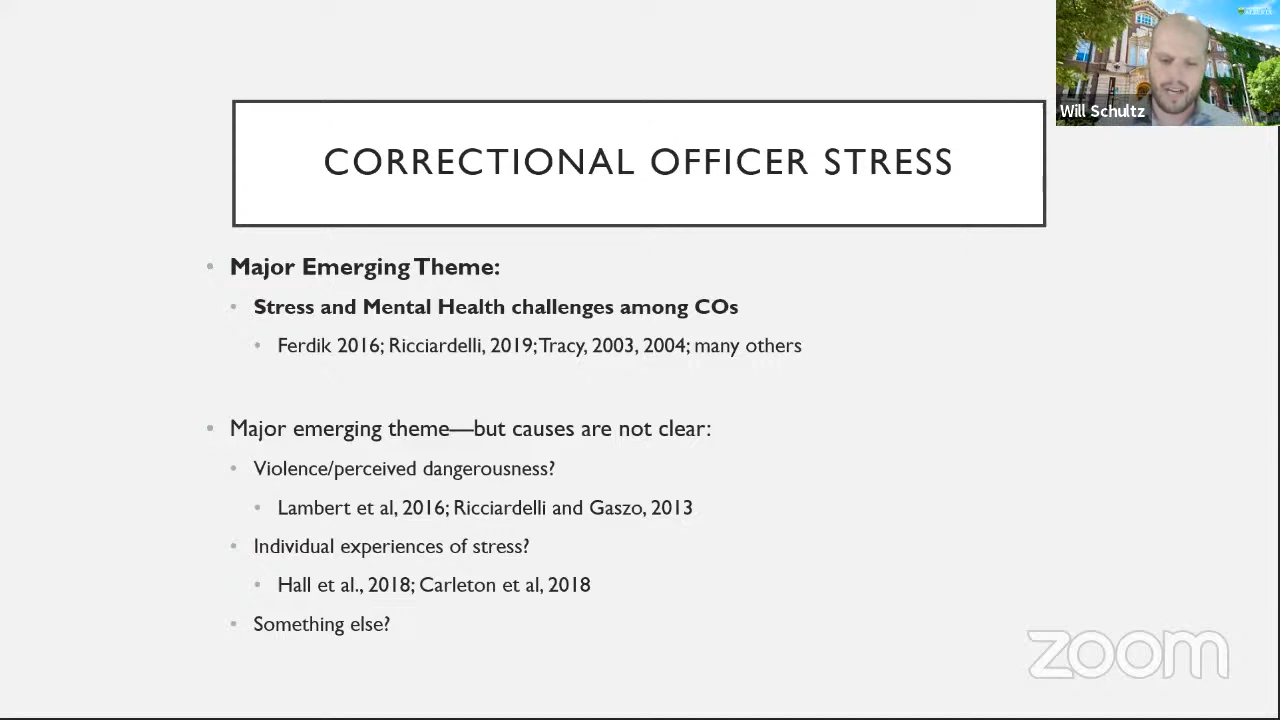 Will Schultz
CORRECTIONAL OFFICER STRESS
Major Emerging Theme:
Stress and Mental Health challenges among COs
Ferdik 2016; Ricciardelli, 2019; Tracy, 2003, 2004; many others
Major emerging theme—but causes are not clear:
Violence/perceived dangerousness?
Lambert et al, 2016; Ricciardelli and Gaszo, 2013
Individual experiences of stress?
Hall et al., 2018; Carleton et al, 2018
Something else?
zoom